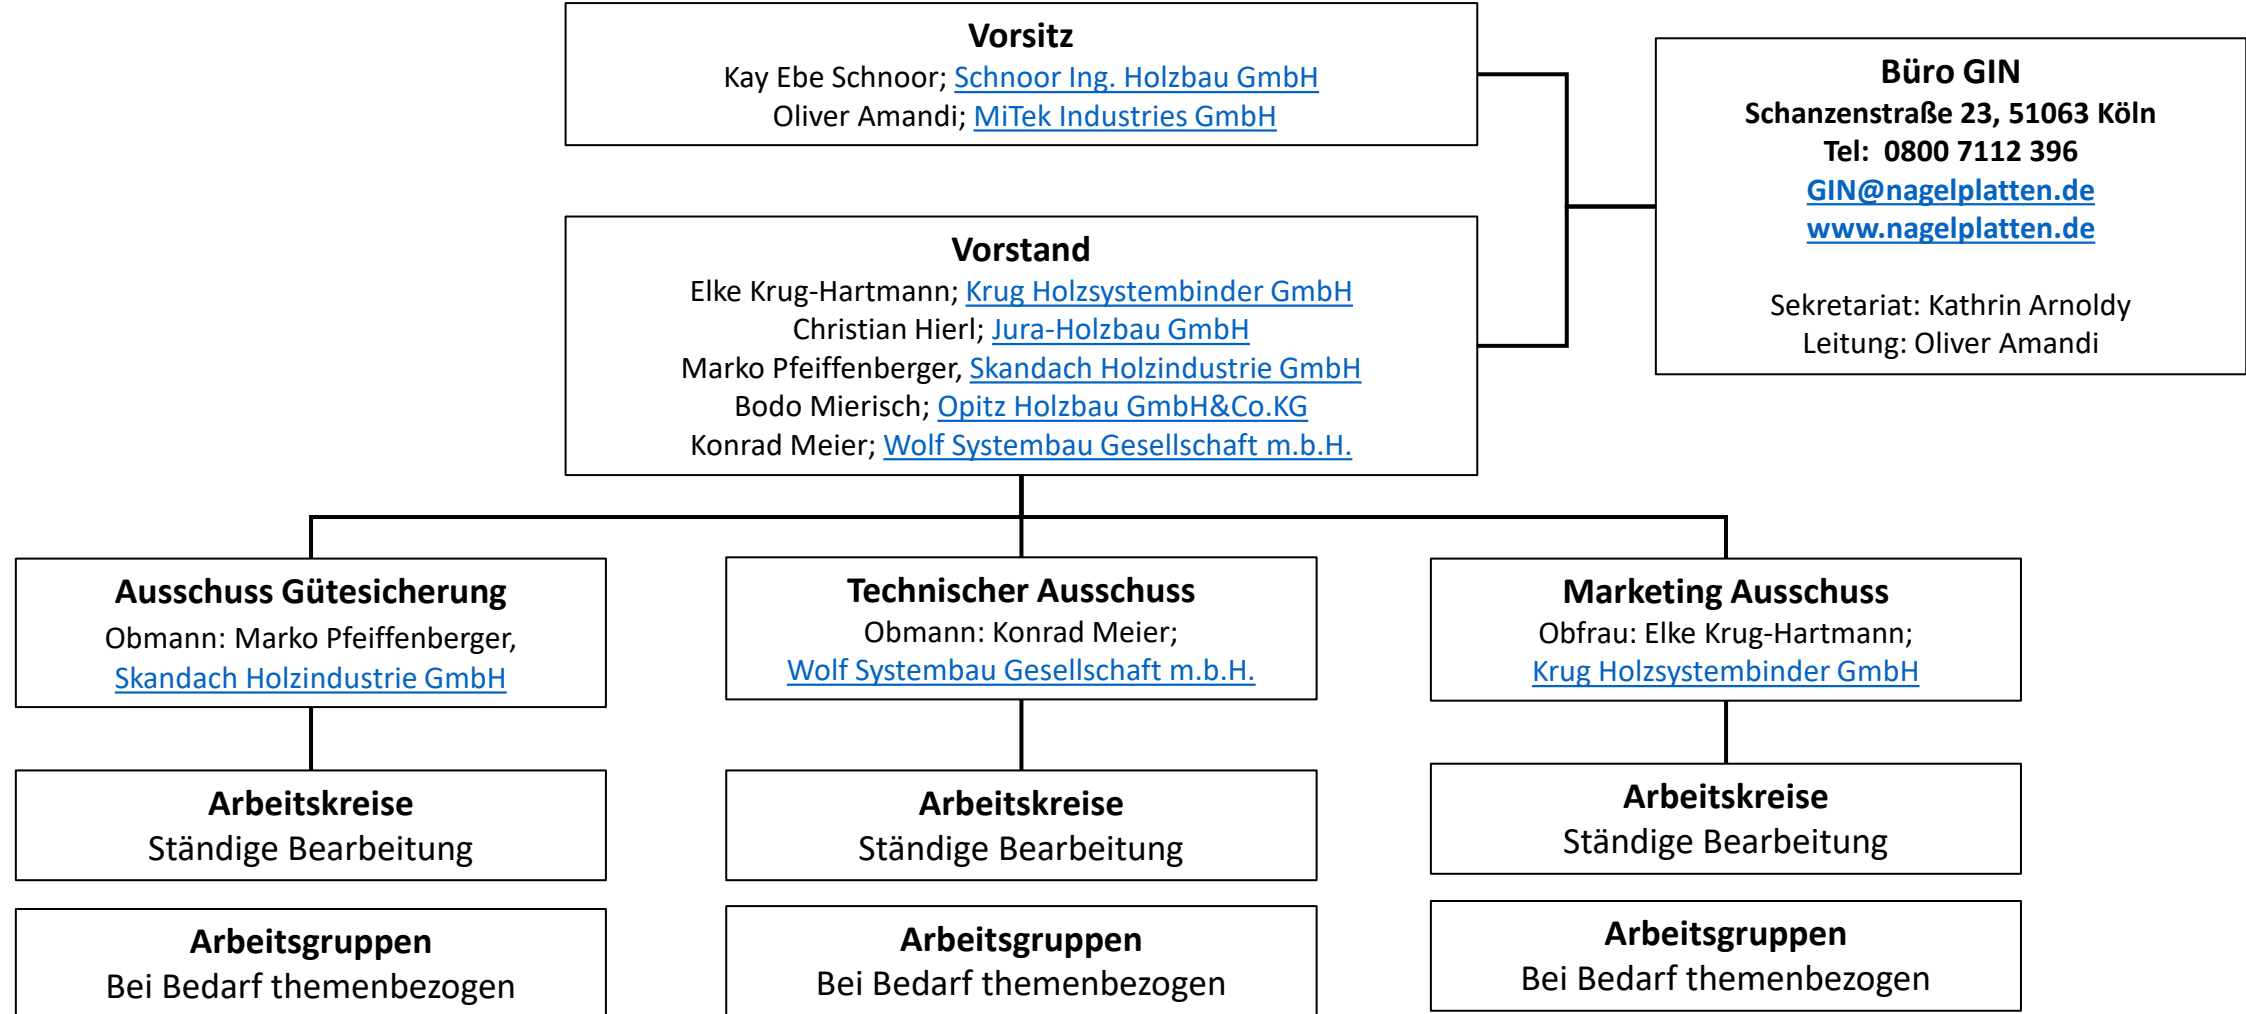 Vorsitz
Kay Ebe Schnoor; Schnoor Ing. Holzbau GmbH
Oliver Amandi; MiTek Industries GmbH
Büro GIN
Schanzenstraße 23, 51063 Köln
Tel:  0800 7112 396
GIN@nagelplatten.de
www.nagelplatten.de
Sekretariat: Kathrin Arnoldy
Leitung: Oliver Amandi
Vorstand
Elke Krug-Hartmann; Krug Holzsystembinder GmbH
Christian Hierl; Jura-Holzbau GmbH
Marko Pfeiffenberger, Skandach Holzindustrie GmbH
Bodo Mierisch; Opitz Holzbau GmbH&Co.KG
Konrad Meier; Wolf Systembau Gesellschaft m.b.H.
Ausschuss Gütesicherung
Obmann: Marko Pfeiffenberger,
Skandach Holzindustrie GmbH
Technischer Ausschuss
Obmann: Konrad Meier;
Wolf Systembau Gesellschaft m.b.H.
Marketing Ausschuss
Obfrau: Elke Krug-Hartmann;
Krug Holzsystembinder GmbH
Arbeitskreise
Ständige Bearbeitung
Arbeitskreise
Ständige Bearbeitung
Arbeitskreise
Ständige Bearbeitung
Arbeitsgruppen
Bei Bedarf themenbezogen
Arbeitsgruppen
Bei Bedarf themenbezogen
Arbeitsgruppen
Bei Bedarf themenbezogen